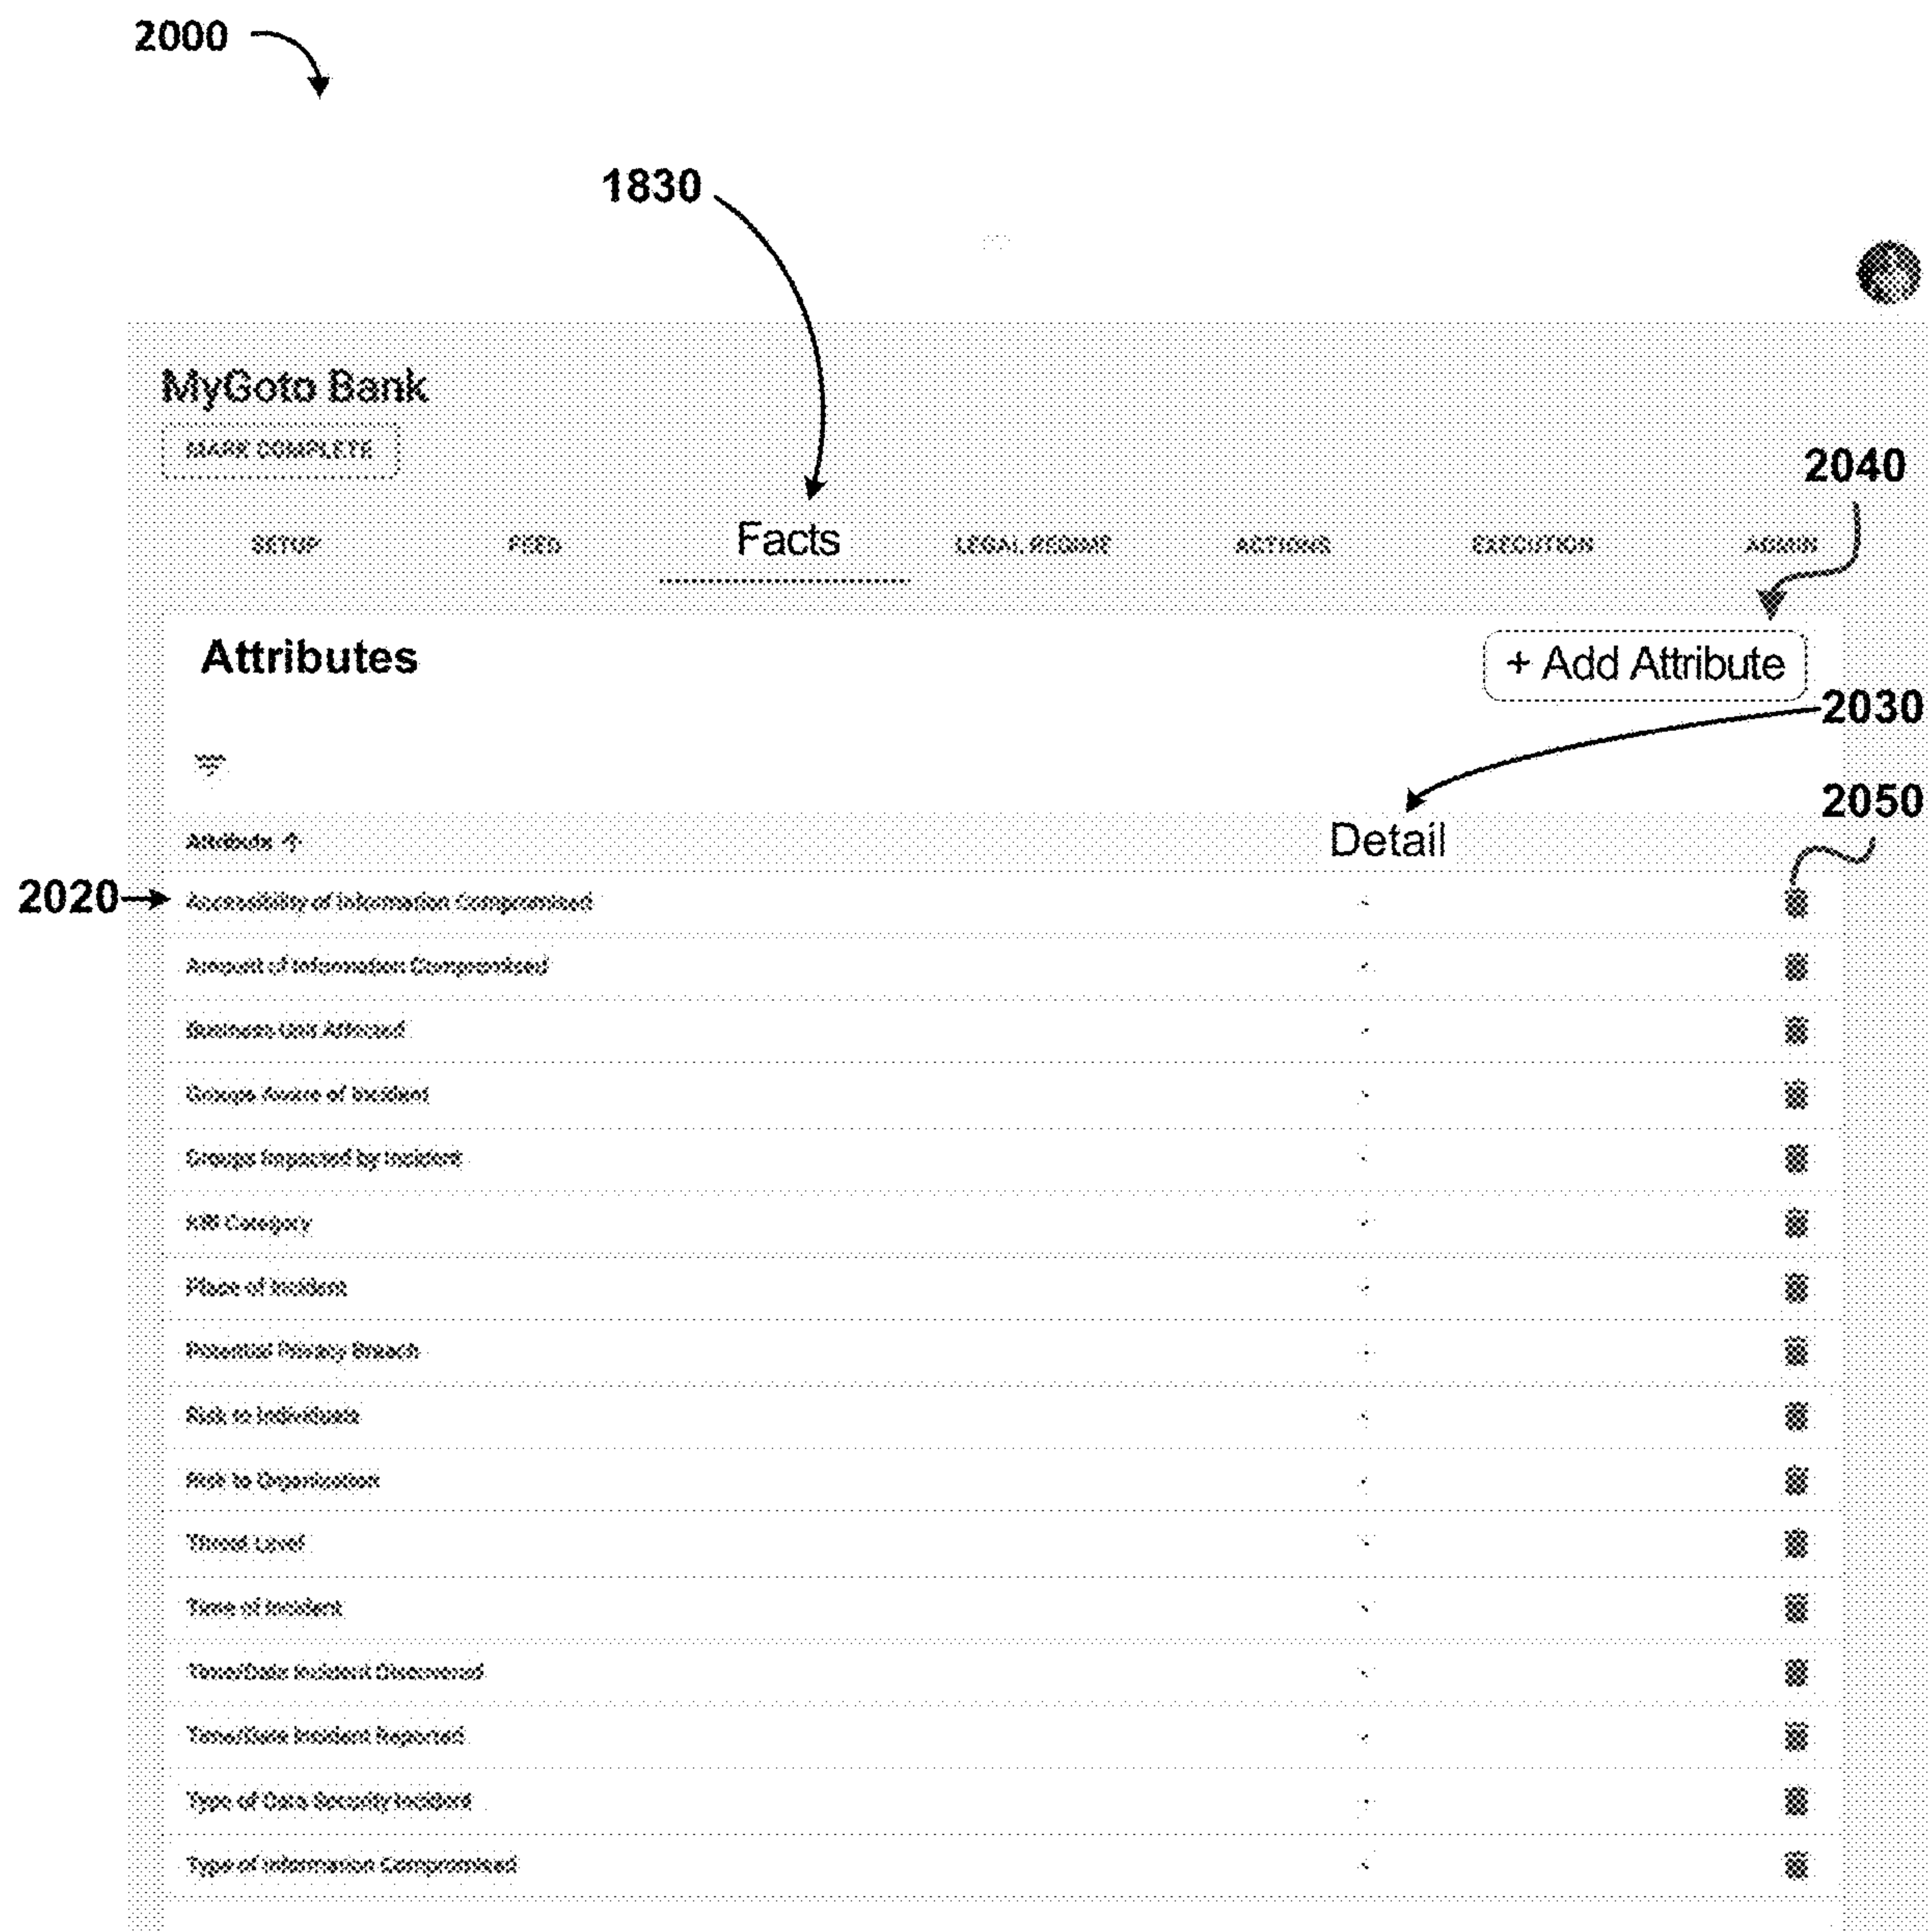 2000
1830
MyGoto Bank
MARK COMPLETE
2040
SETUP FEED Facts LEGAL REGIME ACTIONS EXECUTION ADMIN
Attributes
+ Add Attribute
2030
2050
Attribute ↑ Detail
2020
Accessibility of Information Compromised
Amount of Information Compromised
Business Unit Affected
Groups Aware of Incident
Groups Impacted by Incident
Category
Place of Incident
Potential Privacy Breach
Risk to Individuals
Risk to Organization
Threat Level
Time of Incident
Time/Date Incident Discovered
Time/Date Incident Reported
Type of Data Security Incident
Type of Information Compromised